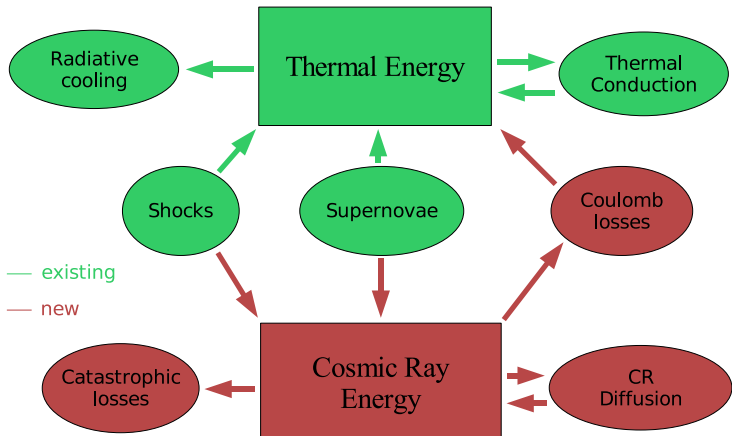 Radiative
cooling
Thermal Energy
Thermal
Conduction
Shocks
Supernovae
Coulomb
losses
existing
new
Catastrophic
losses
Cosmic Ray
Energy
CR
Diffusion